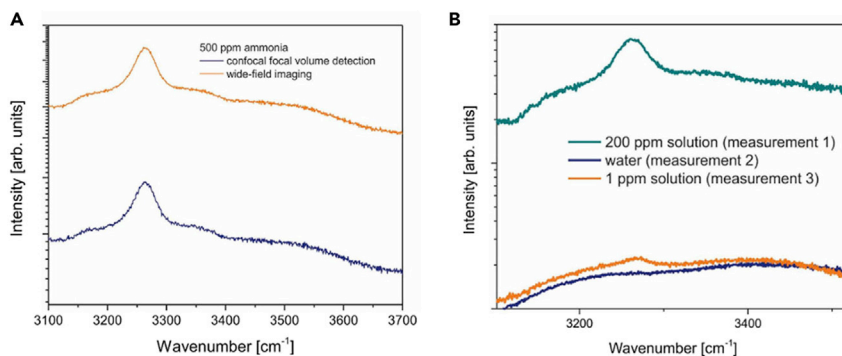 A
500 ppm ammonia
confocal focal volume detection
wide-field imaging
Intensity [arb. units]
3100 3200 3300 3400 3500 3600 3700
Wavenumber [cm⁻¹]
B
200 ppm solution (measurement 1)
water (measurement 2)
1 ppm solution (measurement 3)
Intensity [arb. units]
3200 3400
Wavenumber [cm⁻¹]